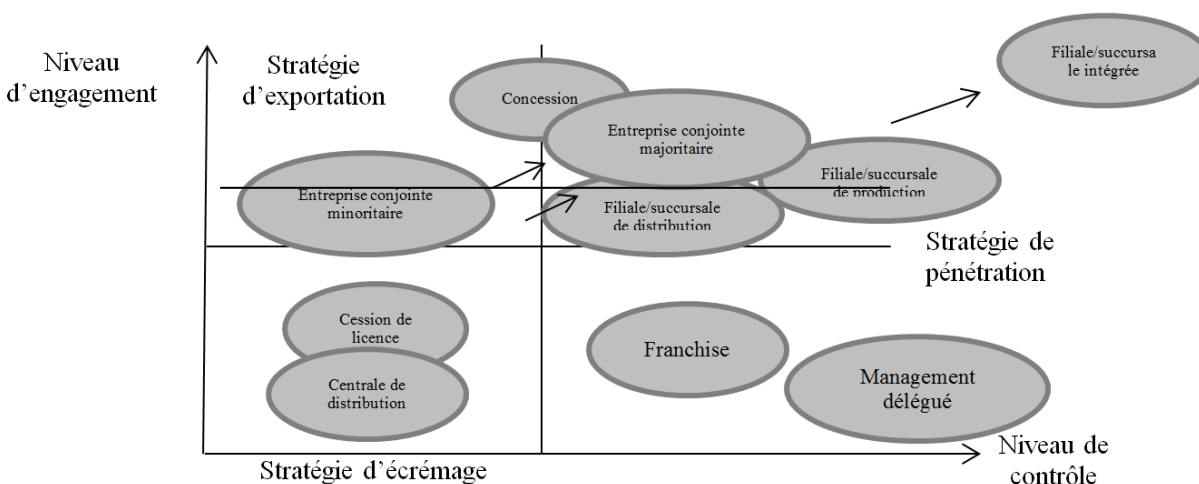 Niveau
d'engagement
Stratégie
d'exportation
Concession
Filiale/succursa
le intégrée
Entreprise conjointe
majoritaire
Entreprise conjointe
minoritaire
Filiale/succursale
de distribution
Filiale/succursale
de production
Stratégie de
pénétration
Cession de
licence
Centrale de
distribution
Franchise
Management
délégué
Stratégie d'écrémage
Niveau de
contrôle